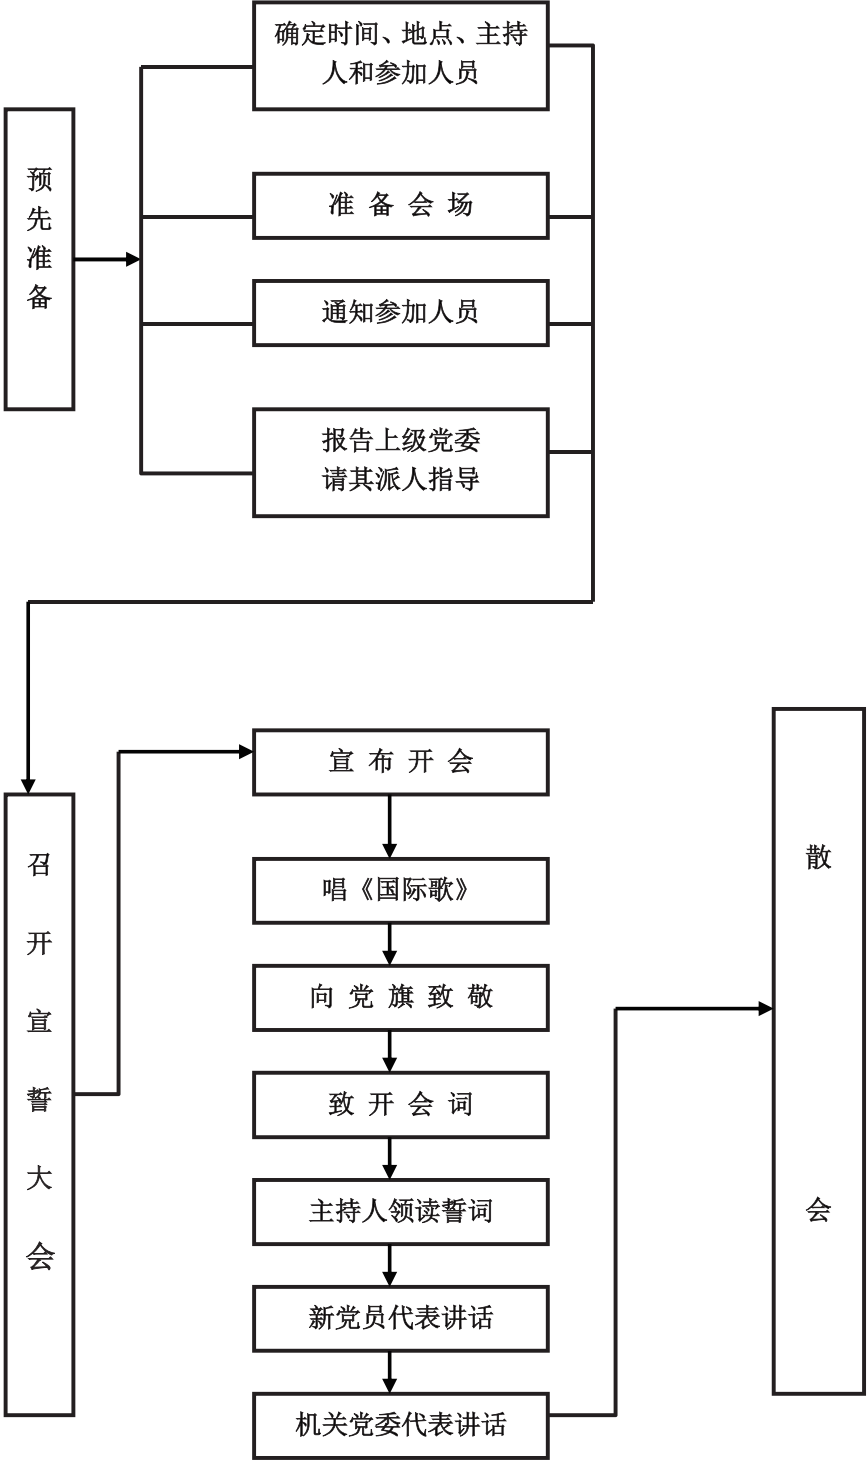 预先准备
确定时间、地点、主持
人和参加人员
准备会场
通知参加人员
报告上级党委
请其派人指导
召开宣誓大会
宣布开会
唱《国际歌》
向党旗致敬
致开会词
主持人领读誓词
新党员代表讲话
机关党委代表讲话
散会